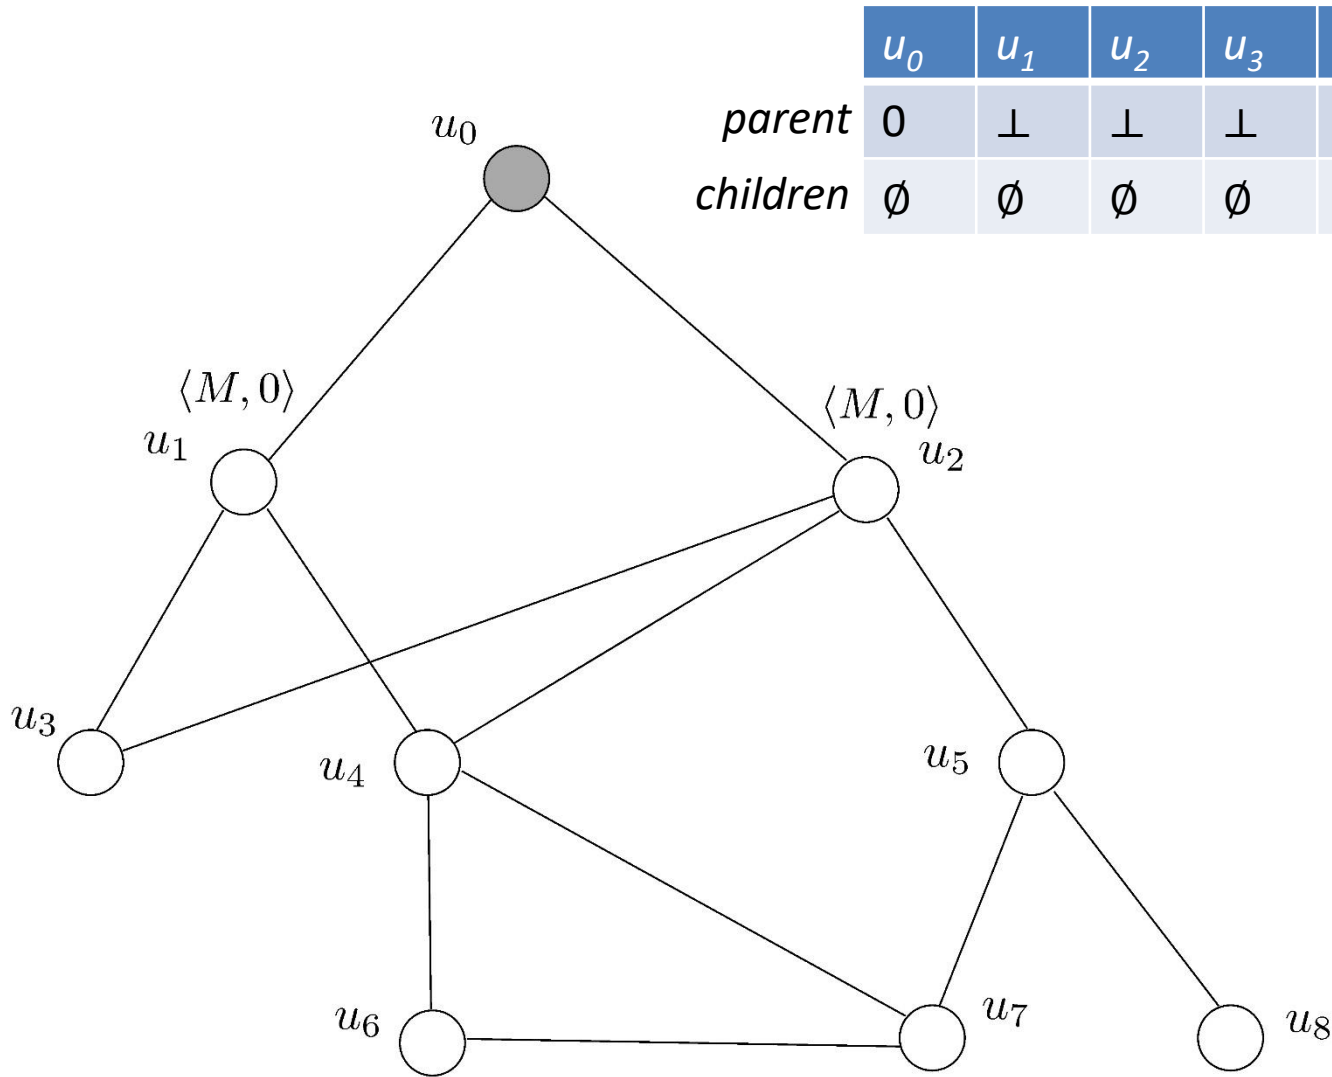 u₀ u₁ u₂ u₃
parent 0 ⊥ ⊥ ⊥
children ∅ ∅ ∅ ∅
u₀
⟨M, 0⟩
⟨M, 0⟩
u₁
u₂
u₃
u₄
u₅
u₆
u₇
u₈